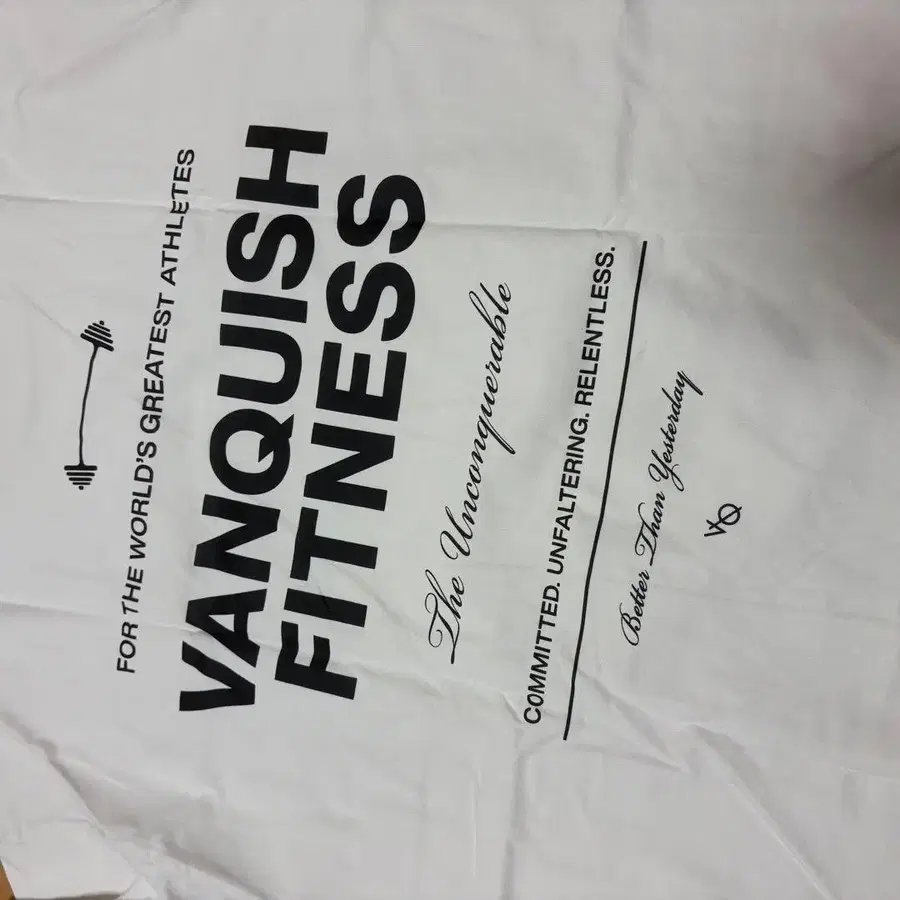 FOR THE WORLD'S GREATEST ATHLETES
VANQUISH
FITNESS
The Unconquerable
COMMITTED. UNFALTERING. RELENTLESS.
Better Than Yesterday
VQ